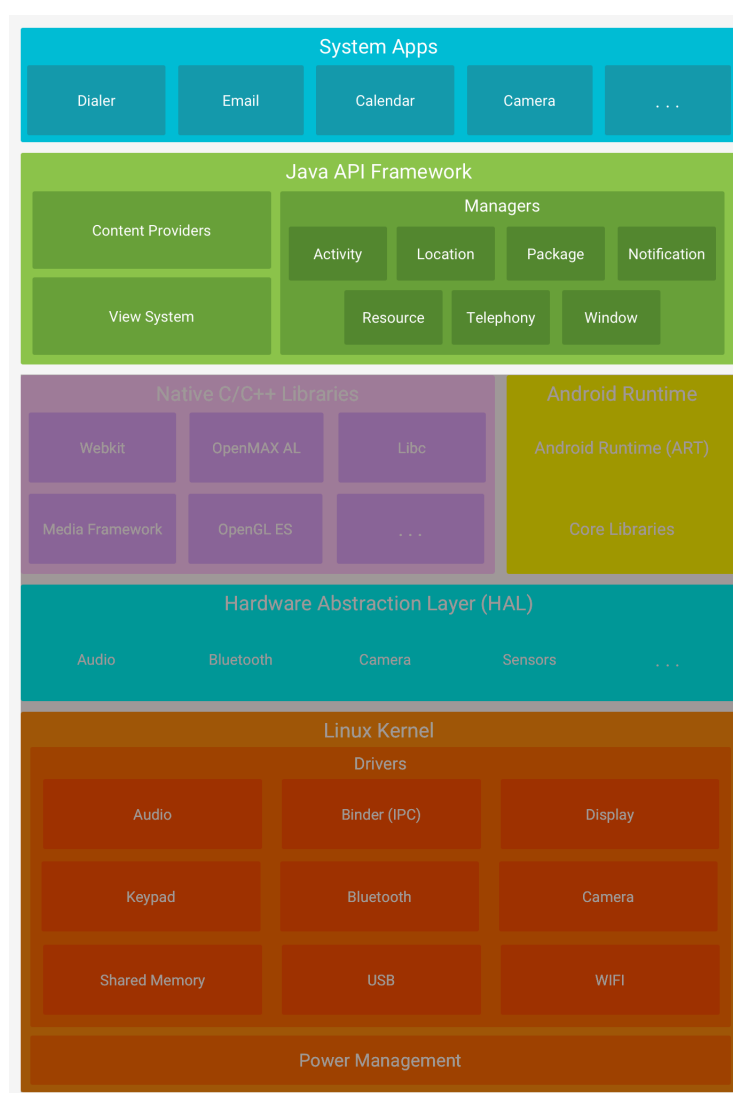 System Apps
Dialer
Email
Calendar
Camera
. . .
Java API Framework
Content Providers
View System
Managers
Activity
Location
Package
Notification
Resource
Telephony
Window
Native C/C++ Libraries
Webkit
OpenMAX AL
Libc
Media Framework
OpenGL ES
. . .
Android Runtime
Android Runtime (ART)
Core Libraries
Hardware Abstraction Layer (HAL)
Audio
Bluetooth
Camera
Sensors
. . .
Linux Kernel
Drivers
Audio
Binder (IPC)
Display
Keypad
Bluetooth
Camera
Shared Memory
USB
WIFI
Power Management